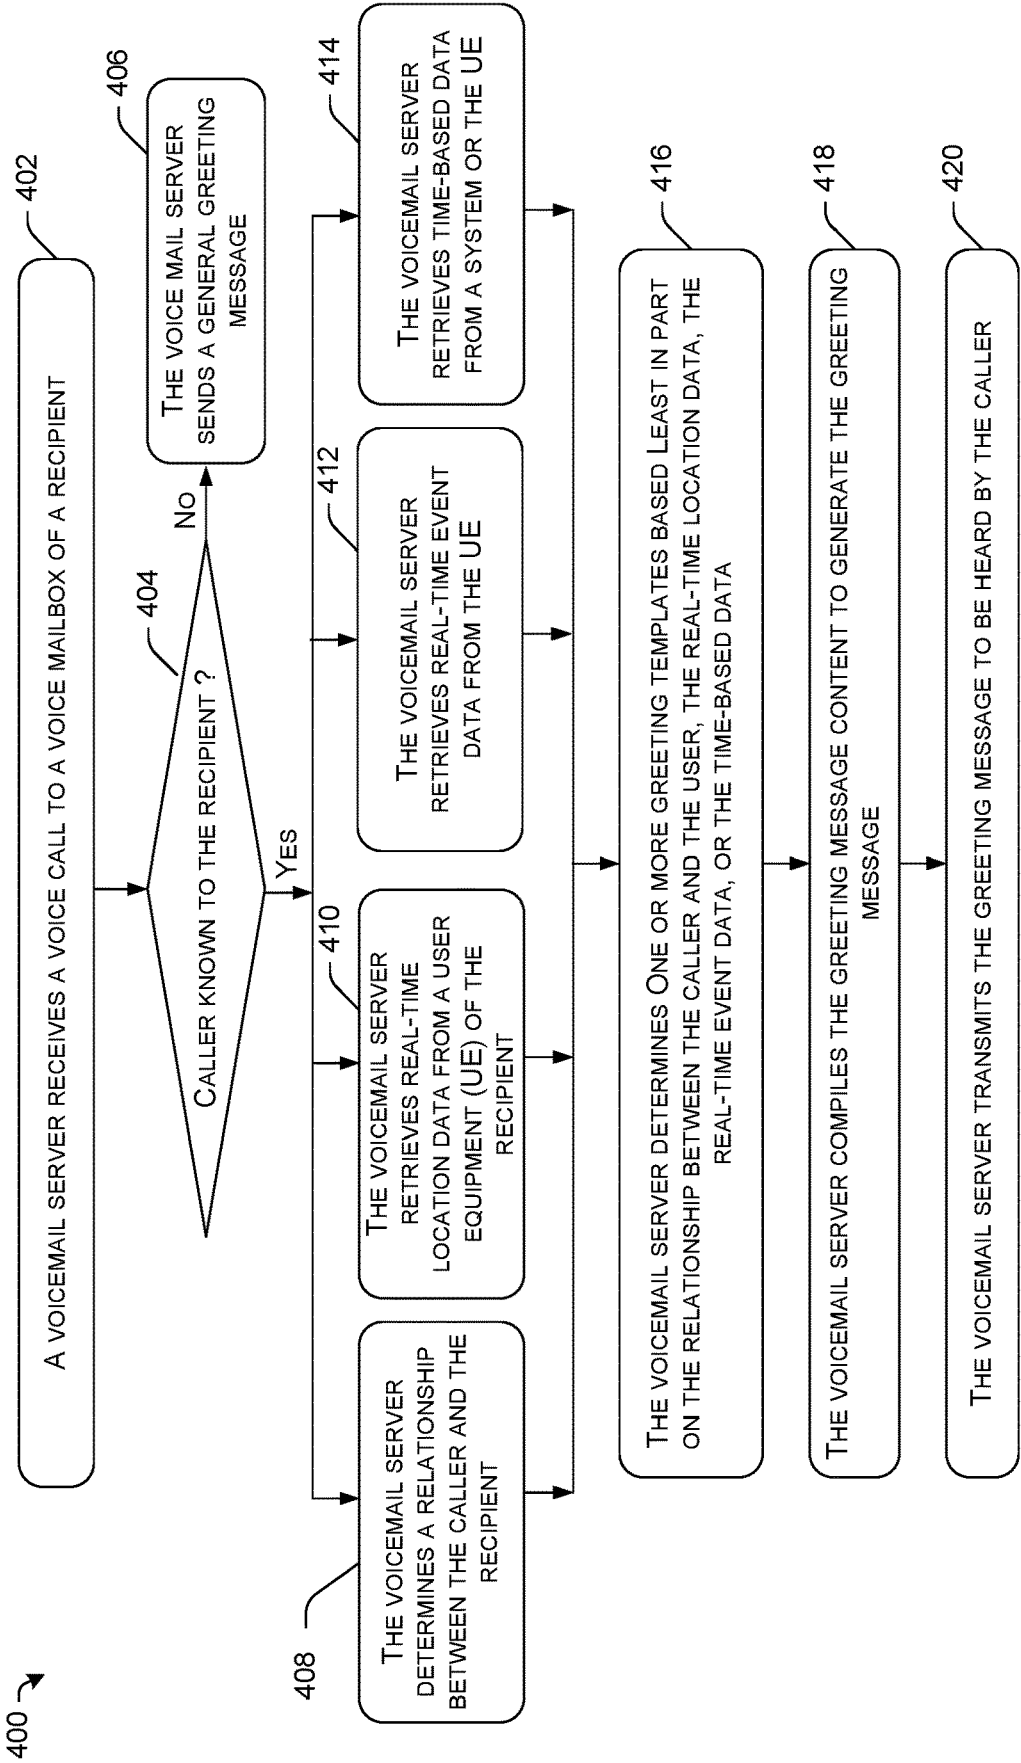 400
402
A VOICEMAIL SERVER RECEIVES A VOICE CALL TO A VOICE MAILBOX OF A RECIPIENT
404
CALLER KNOWN TO THE RECIPIENT ?
NO
406
THE VOICE MAIL SERVER
SENDS A GENERAL GREETING
MESSAGE
YES
408
THE VOICEMAIL SERVER
DETERMINES A RELATIONSHIP
BETWEEN THE CALLER AND THE
RECIPIENT
410
THE VOICEMAIL SERVER
RETRIEVES REAL-TIME
LOCATION DATA FROM A USER
EQUIPMENT (UE) OF THE
RECIPIENT
412
THE VOICEMAIL SERVER
RETRIEVES REAL-TIME EVENT
DATA FROM THE UE
414
THE VOICEMAIL SERVER
RETRIEVES TIME-BASED DATA
FROM A SYSTEM OR THE UE
416
THE VOICEMAIL SERVER DETERMINES ONE OR MORE GREETING TEMPLATES BASED LEAST IN PART
ON THE RELATIONSHIP BETWEEN THE CALLER AND THE USER, THE REAL-TIME LOCATION DATA, THE
REAL-TIME EVENT DATA, OR THE TIME-BASED DATA
418
THE VOICEMAIL SERVER COMPILES THE GREETING MESSAGE CONTENT TO GENERATE THE GREETING
MESSAGE
420
THE VOICEMAIL SERVER TRANSMITS THE GREETING MESSAGE TO BE HEARD BY THE CALLER